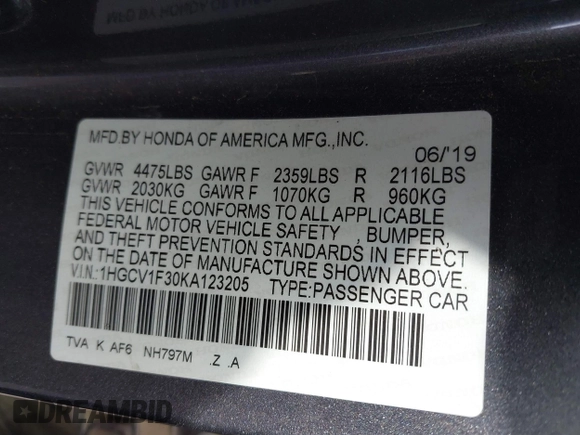 MFD.BY HONDA OF AMERICA MFG.,INC.
06/'19
GVWR 4475LBS GAWR F 2359LBS R 2116LBS
GVWR 2030KG GAWR F 1070KG R 960KG
THIS VEHICLE CONFORMS TO ALL APPLICABLE
FEDERAL MOTOR VEHICLE SAFETY , BUMPER,
AND THEFT PREVENTION STANDARDS IN EFFECT
ON THE DATE OF MANUFACTURE SHOWN ABOVE.
V.I.N.:1HGCV1F30KA123205 TYPE:PASSENGER CAR
TVA K AF6 NH797M .Z .A
DREAMBID